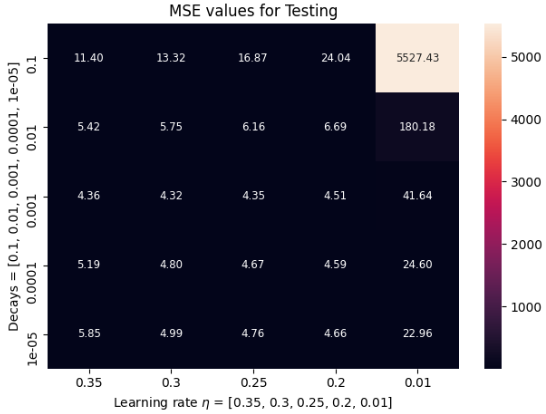 MSE values for Testing
Decays = [0.1, 0.01, 0.001, 0.0001, 1e-05]
0.1 11.40 13.32 16.87 24.04 5527.43
0.01 5.42 5.75 6.16 6.69 180.18
0.001 4.36 4.32 4.35 4.51 41.64
0.0001 5.19 4.80 4.67 4.59 24.60
1e-05 5.85 4.99 4.76 4.66 22.96
0.35 0.3 0.25 0.2 0.01
Learning rate η = [0.35, 0.3, 0.25, 0.2, 0.01]
5000
4000
3000
2000
1000